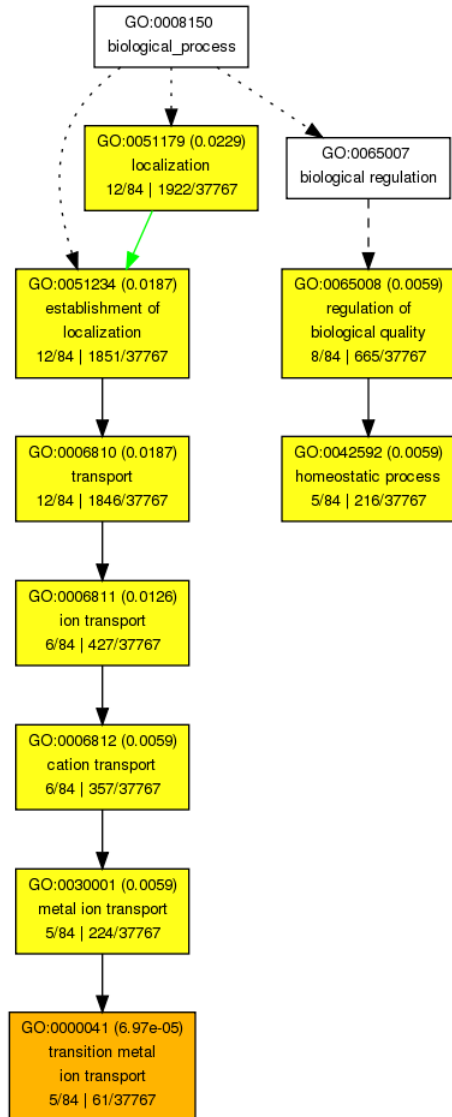 GO:0008150
biological_process
GO:0051179 (0.0229)
localization
12/84 | 1922/37767
GO:0065007
biological regulation
GO:0051234 (0.0187)
establishment of
localization
12/84 | 1851/37767
GO:0065008 (0.0059)
regulation of
biological quality
8/84 | 665/37767
GO:0006810 (0.0187)
transport
12/84 | 1846/37767
GO:0042592 (0.0059)
homeostatic process
5/84 | 216/37767
GO:0006811 (0.0126)
ion transport
6/84 | 427/37767
GO:0006812 (0.0059)
cation transport
6/84 | 357/37767
GO:0030001 (0.0059)
metal ion transport
5/84 | 224/37767
GO:0000041 (6.97e-05)
transition metal
ion transport
5/84 | 61/37767